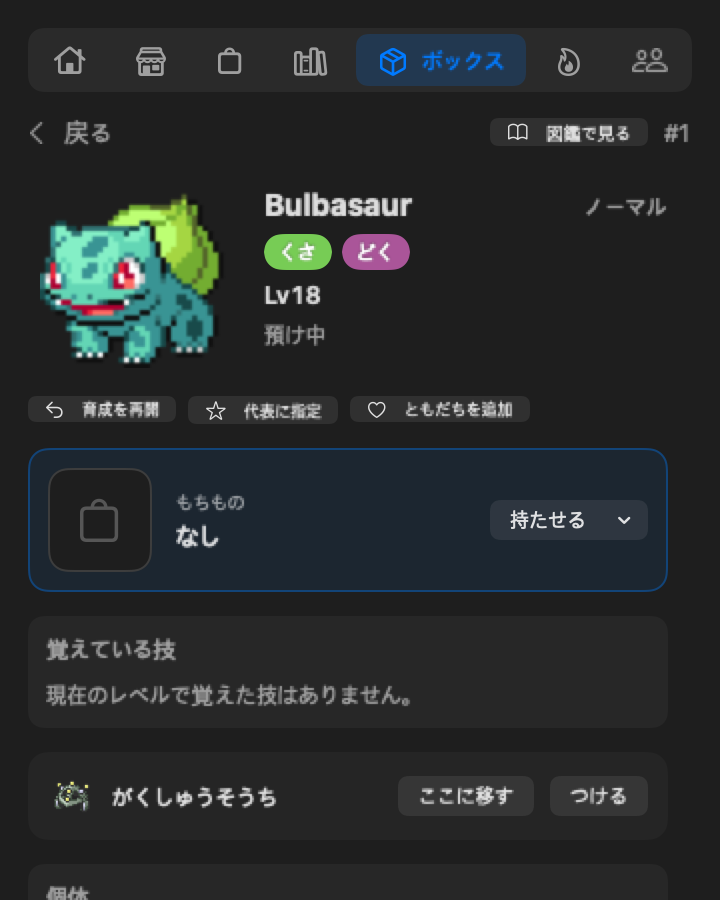 ボックス
戻る
図鑑で見る #1
Bulbasaur ノーマル
くさ どく
Lv18
預け中
育成を再開 代表に指定 ともだちを追加
もちもの
なし
持たせる
覚えている技
現在のレベルで覚えた技はありません。
がくしゅうそうち ここに移す つける
個体